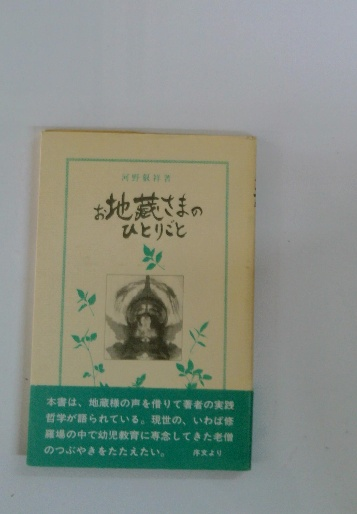 河野 著
お地蔵さまの
ひとりごと
本書は、地蔵様の声を借りて著者の実践
哲学が語られている。現世の、いわば修
羅場の中で幼児教育に専念してきた老僧
のつぶやきをたたえたい。 序文より